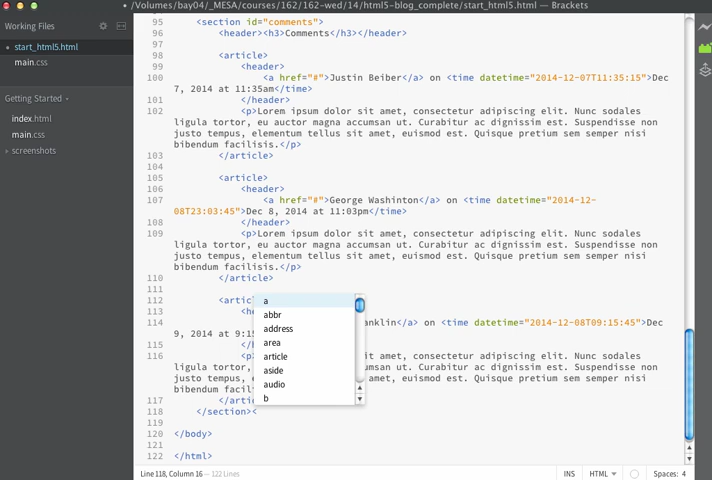 /Volumes/bay04/_MESA/courses/162/162-wed/14/html5-blog_complete/start_html5.html — Brackets
Working Files
start_html5.html
main.css
Getting Started
index.html
main.css
screenshots
95 <section id="comments">
96 <header><h3>Comments</h3></header>
97
98 <article>
99 <header>
100 <a href="#">Justin Beiber</a> on <time datetime="2014-12-07T11:35:15">Dec
7, 2014 at 11:35am</time>
101 </header>
102 <p>Lorem ipsum dolor sit amet, consectetur adipiscing elit. Nunc sodales
ligula tortor, eu auctor magna accumsan ut. Curabitur ac dignissim est. Suspendisse non
justo tempus, elementum tellus sit amet, euismod est. Quisque pretium sem semper nisi
bibendum facilisis.</p>
103 </article>
104
105 <article>
106 <header>
107 <a href="#">George Washinton</a> on <time datetime="2014-12-
08T23:03:45">Dec 8, 2014 at 11:03pm</time>
108 </header>
109 <p>Lorem ipsum dolor sit amet, consectetur adipiscing elit. Nunc sodales
ligula tortor, eu auctor magna accumsan ut. Curabitur ac dignissim est. Suspendisse non
justo tempus, elementum tellus sit amet, euismod est. Quisque pretium sem semper nisi
bibendum facilisis.</p>
110 </article>
111
112 <artic
113 <he
114 anklin</a> on <time datetime="2014-12-08T09:15:45">Dec
9, 2014 at 9:15
115 </h
116 <p> it amet, consectetur adipiscing elit. Nunc sodales
ligula tortor, accumsan ut. Curabitur ac dignissim est. Suspendisse non
justo tempus, e amet, euismod est. Quisque pretium sem semper nisi
bibendum facil
117 </artic
118 </section><
119
120 </body>
121
122 </html>
a
abbr
address
area
article
aside
audio
b
Line 118, Column 16 — 122 Lines
INS
HTML
Spaces: 4